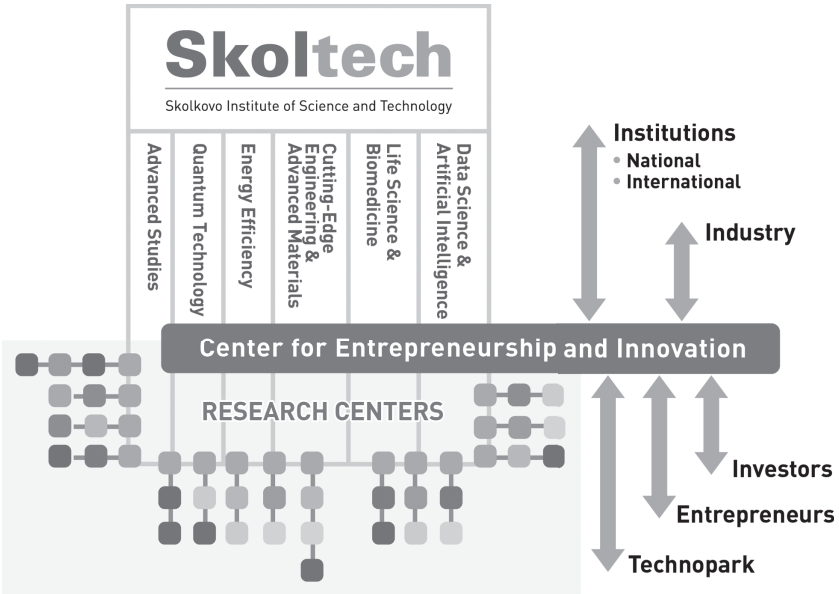 Skoltech
Skolkovo Institute of Science and Technology
Advanced Studies
Quantum Technology
Energy Efficiency
Cutting-Edge
Engineering &
Advanced Materials
Life Science &
Biomedicine
Data Science &
Artificial Intelligence
Institutions
• National
• International
Industry
Center for Entrepreneurship and Innovation
RESEARCH CENTERS
Investors
Entrepreneurs
Technopark